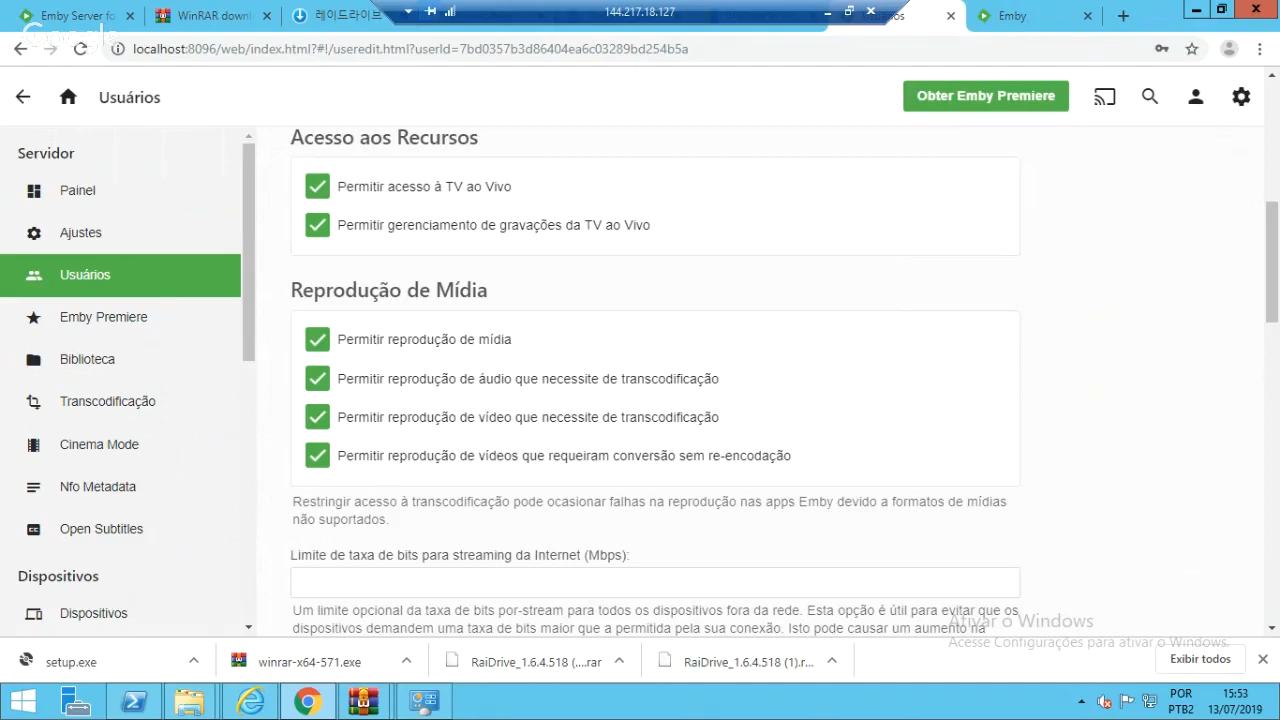 Emby Server fo
WinRAR downl
레이드라이브
144.217.18.127
Emby
localhost:8096/web/index.html?#!/useredit.html?userId=7bd0357b3d86404ea6c03289bd254b5a
Usuários
Obter Emby Premiere
Servidor
Painel
Ajustes
Usuários
Emby Premiere
Biblioteca
Transcodificação
Cinema Mode
Nfo Metadata
Open Subtitles
Dispositivos
Dispositivos
Acesso aos Recursos
Permitir acesso à TV ao Vivo
Permitir gerenciamento de gravações da TV ao Vivo
Reprodução de Mídia
Permitir reprodução de mídia
Permitir reprodução de áudio que necessite de transcodificação
Permitir reprodução de vídeo que necessite de transcodificação
Permitir reprodução de vídeos que requeiram conversão sem re-encodação
Restringir acesso à transcodificação pode ocasionar falhas na reprodução nas apps Emby devido a formatos de mídias
não suportados.
Limite de taxa de bits para streaming da Internet (Mbps):
Um limite opcional da taxa de bits por-stream para todos os dispositivos fora da rede. Esta opção é útil para evitar que os
dispositivos demandem uma taxa de bits maior que a permitida pela sua conexão. Isto pode causar um aumento na
Ativar o Windows
Acesse Configurações para ativar o Windows.
setup.exe
winrar-x64-571.exe
RaiDrive_1.6.4.518 (....rar
RaiDrive_1.6.4.518 (1).r...
Exibir todos
POR
PTB2
15:53
13/07/2019